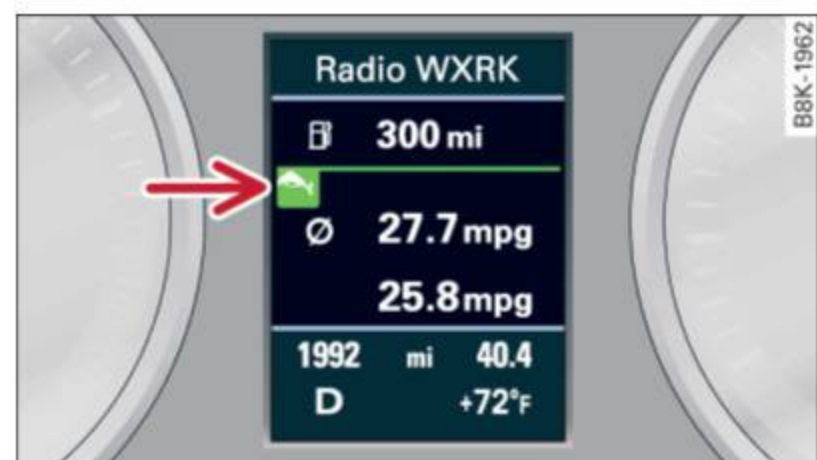 Radio WXRK
300 mi
Ø 27.7 mpg
25.8 mpg
1992 mi 40.4
D +72°F
B8K-1962